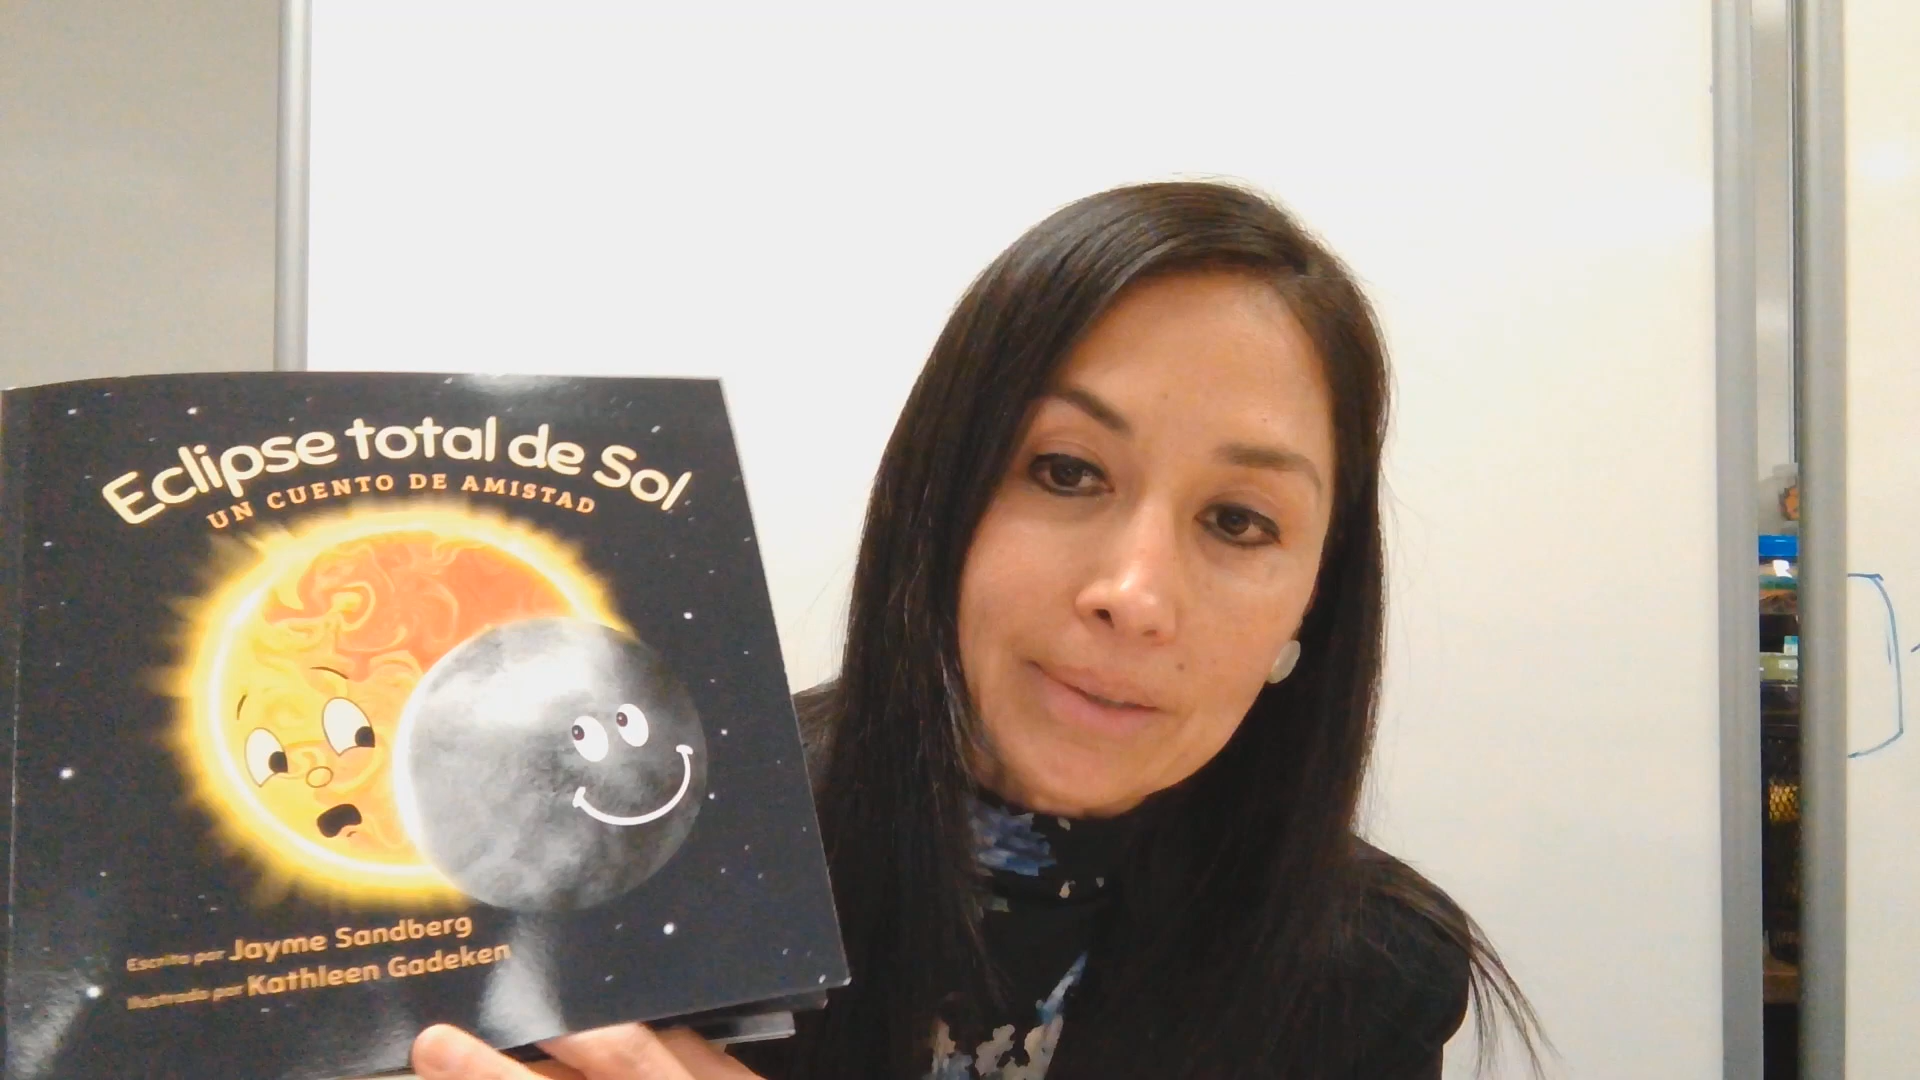 Eclipse total de Sol
UN CUENTO DE AMISTAD
Escrito por Jayme Sandberg
Ilustrado por Kathleen Gadeken